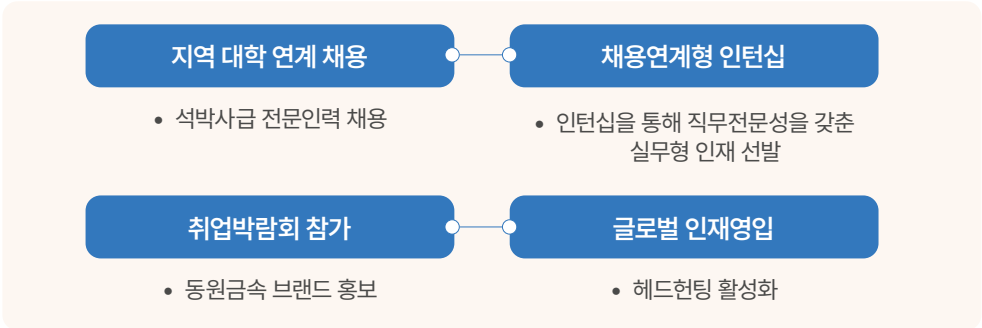 지역 대학 연계 채용
채용연계형 인턴십
• 석박사급 전문인력 채용
• 인턴십을 통해 직무전문성을 갖춘
실무형 인재 선발
취업박람회 참가
글로벌 인재영입
• 동원금속 브랜드 홍보
• 헤드헌팅 활성화